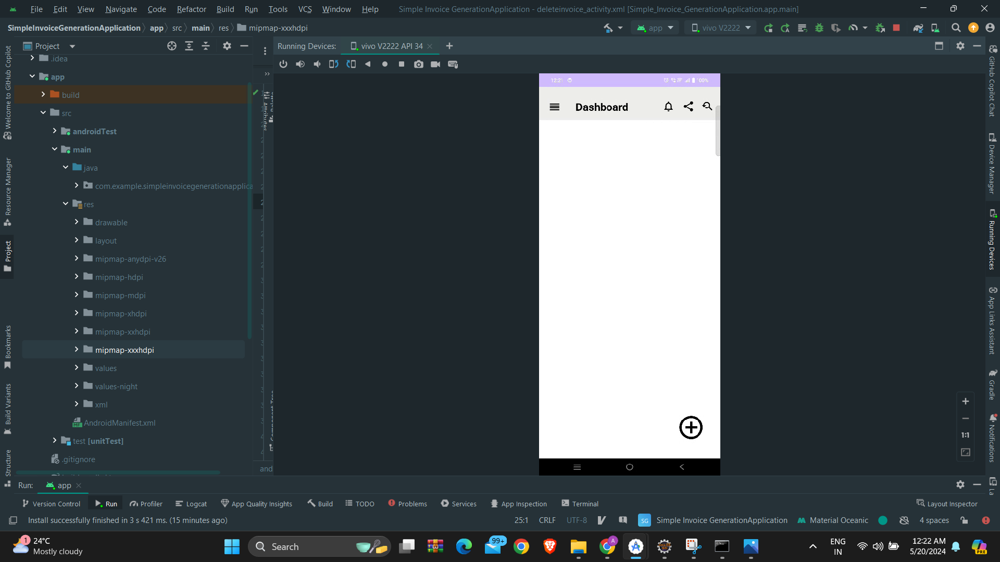 File Edit View Navigate Code Refactor Build Run Tools VCS Window Help Simple Invoice GenerationApplication - deleteinvoice_activity.xml [Simple_Invoice_GenerationApplication.app.main]
SimpleInvoiceGenerationApplication app src main res mipmap-xxxhdpi app vivo V2222
Project
Running Devices: vivo V2222 API 34
.idea
app
build
src
androidTest
main
java
com.example.simpleinvoicegenerationapplica
res
drawable
layout
mipmap-anydpi-v26
mipmap-hdpi
mipmap-mdpi
mipmap-xhdpi
mipmap-xxhdpi
mipmap-xxxhdpi
values
values-night
xml
AndroidManifest.xml
test [unitTest]
.gitignore
Welcome to GitHub Copilot
Resource Manager
Project
Bookmarks
Build Variants
Structure
Attributes
and
12:21 100%
Dashboard
1:1
GitHub Copilot Chat
Device Manager
Running Devices
App Links Assistant
Gradle
Notifications
La
Run: app
Version Control Run Profiler Logcat App Quality Insights Build TODO Problems Services App Inspection Terminal Layout Inspector
Install successfully finished in 3 s 421 ms. (15 minutes ago) 25:1 CRLF UTF-8 SG Simple Invoice GenerationApplication Material Oceanic 4 spaces
1 24°C
Mostly cloudy
Search
99+
A
ENG
IN
12:22 AM
5/20/2024
PRE